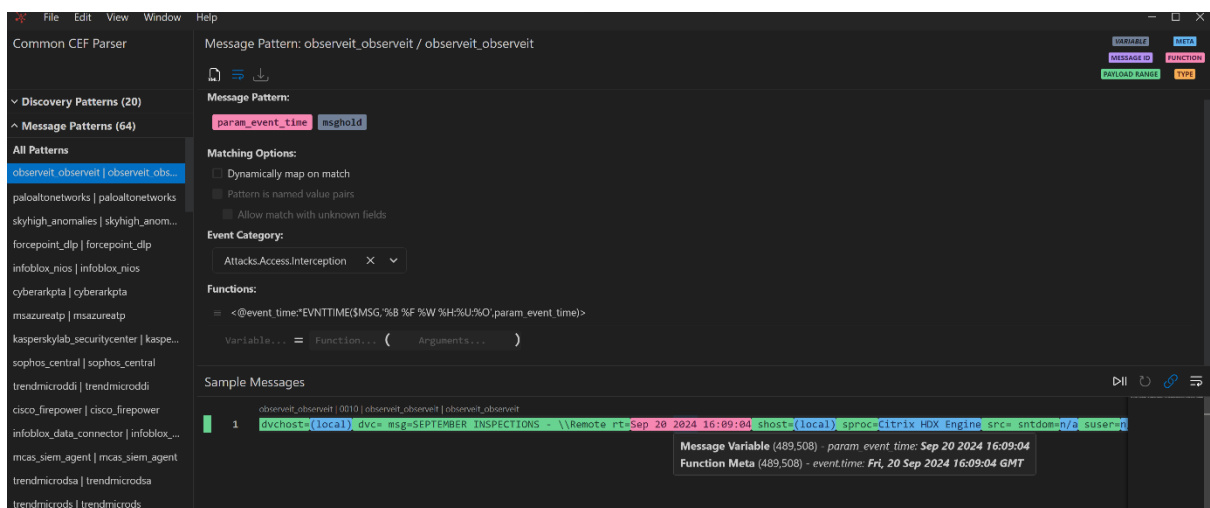 File Edit View Window Help
Common CEF Parser
Message Pattern: observeit_observeit / observeit_observeit
VARIABLE META
MESSAGE ID FUNCTION
PAYLOAD RANGE TYPE
Discovery Patterns (20)
Message Patterns (64)
All Patterns
observeit_observeit | observeit_obs...
paloaltonetworks | paloaltonetworks
skyhigh_anomalies | skyhigh_anom...
forcepoint_dlp | forcepoint_dlp
infoblox_nios | infoblox_nios
cyberarkpta | cyberarkpta
msazureatp | msazureatp
kasperskylab_securitycenter | kaspe...
sophos_central | sophos_central
trendmicroddi | trendmicroddi
cisco_firepower | cisco_firepower
infoblox_data_connector | infoblox_...
mcas_siem_agent | mcas_siem_agent
trendmicrodsa | trendmicrodsa
trendmicrods | trendmicrods
Message Pattern:
param_event_time msghold
Matching Options:
Dynamically map on match
Pattern is named value pairs
Allow match with unknown fields
Event Category:
Attacks.Access.Interception
Functions:
<@event_time:*EVNTTIME($MSG,'%B %F %W %H:%U:%O',param_event_time)>
Variable... = Function... ( Arguments... )
Sample Messages
observeit_observeit | 0010 | observeit_observeit | observeit_observeit
1 dvchost=(local) dvc= msg=SEPTEMBER INSPECTIONS - \\Remote rt=Sep 20 2024 16:09:04 shost=(local) sproc=Citrix HDX Engine src= sntdom=n/a suser=n
Message Variable (489,508) - param_event_time: Sep 20 2024 16:09:04
Function Meta (489,508) - event.time: Fri, 20 Sep 2024 16:09:04 GMT